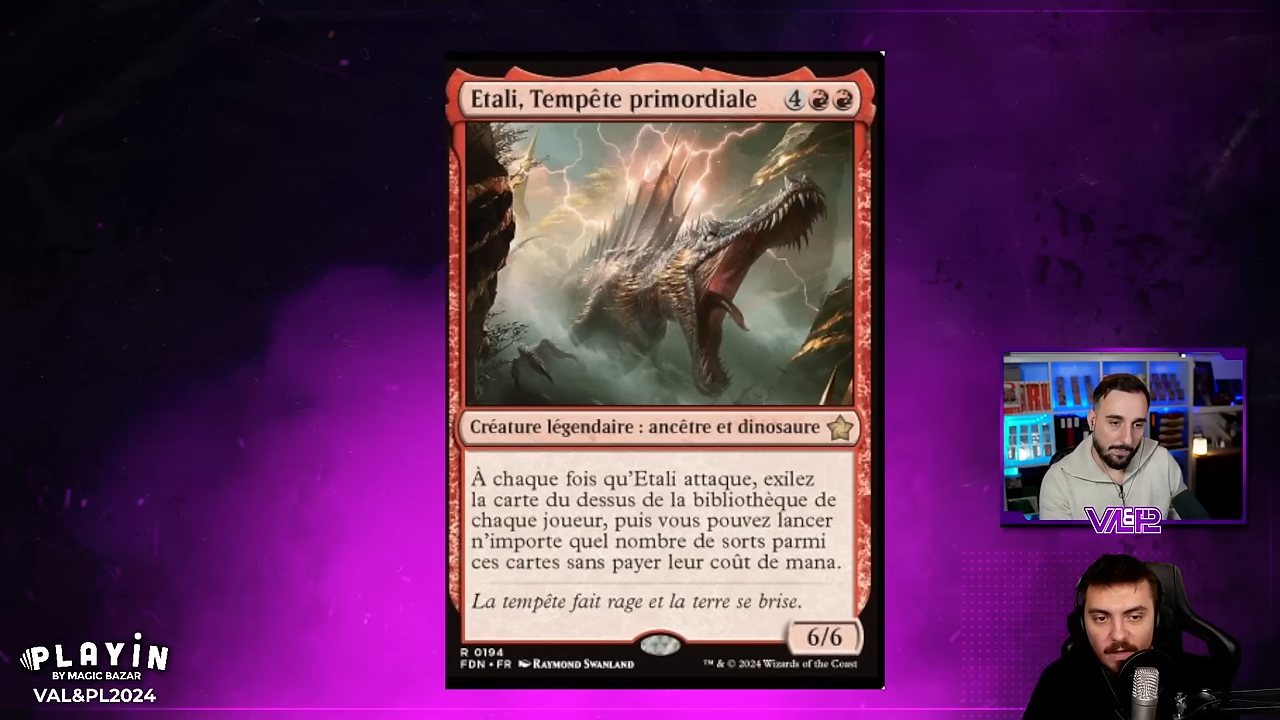 Etali, Tempête primordiale 4
Créature légendaire : ancêtre et dinosaure
À chaque fois qu'Etali attaque, exilez
la carte du dessus de la bibliothèque de
chaque joueur, puis vous pouvez lancer
n'importe quel nombre de sorts parmi
ces cartes sans payer leur coût de mana.
La tempête fait rage et la terre se brise.
6/6
R 0194
FDN • FR RAYMOND SWANLAND
™ & © 2024 Wizards of the Coast
PLAYIN
BY MAGIC BAZAR
VAL&PL2024
VAL&PL